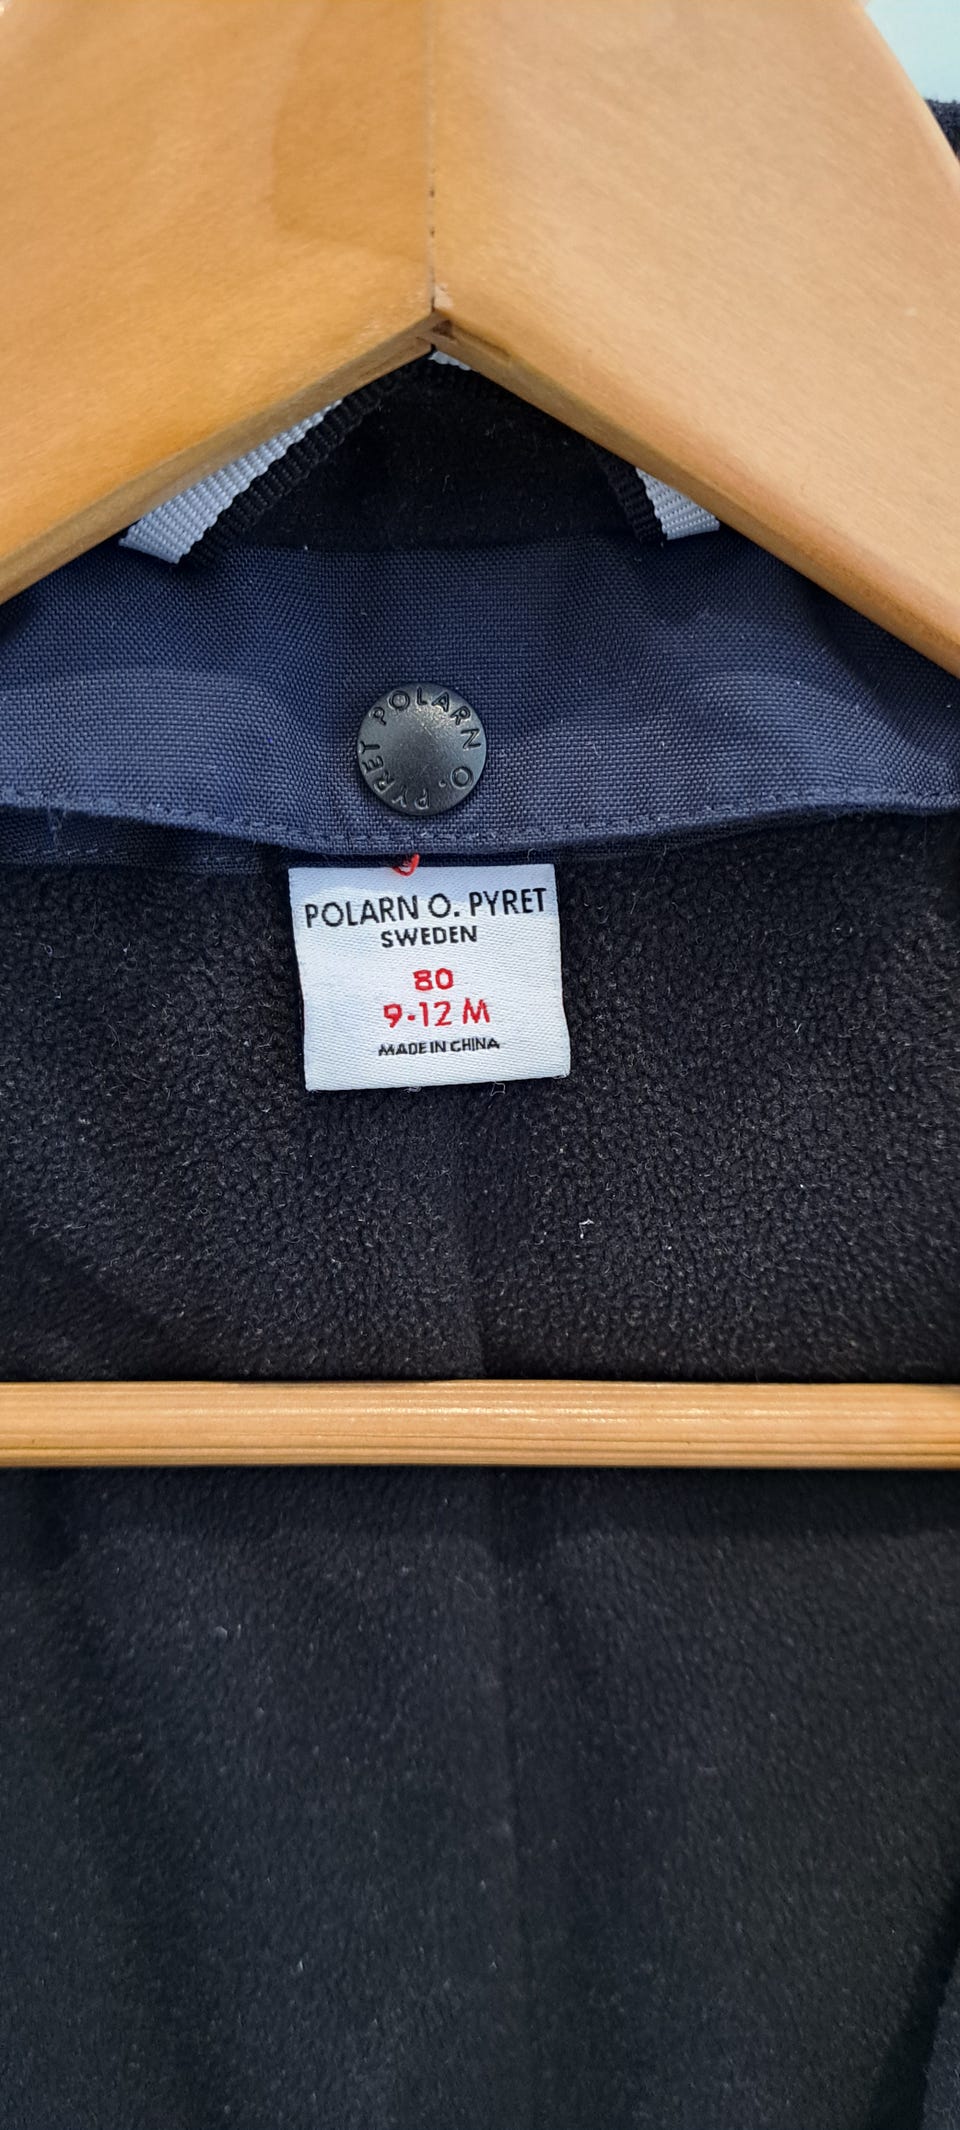 POLARN O. PYRET
POLARN O. PYRET
SWEDEN
80
9-12 M
MADE IN CHINA